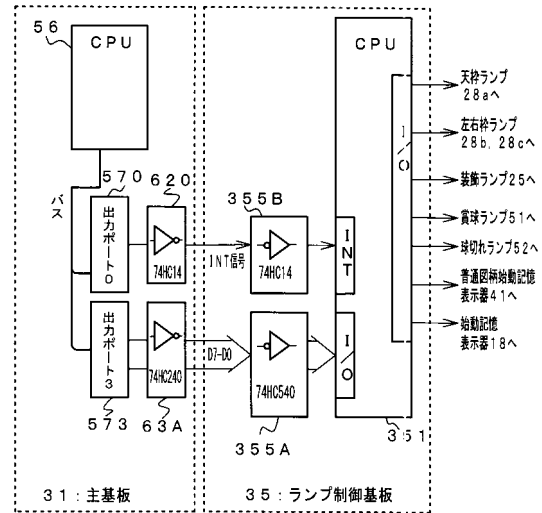 ５６
ＣＰＵ
バス
５７０
出力ポート０
６２０
74HC14
INT信号
出力ポート３
５７３
74HC240
６３Ａ
D7-D0
３１：主基板
３５５Ｂ
74HC14
74HC540
３５５Ａ
ＣＰＵ
ＩＮＴ
Ｉ／Ｏ
Ｉ／Ｏ
３５１
３５：ランプ制御基板
天枠ランプ
２８ａへ
左右枠ランプ
２８ｂ，２８ｃへ
装飾ランプ２５へ
賞球ランプ５１へ
球切れランプ５２へ
普通図柄始動記憶
表示器４１へ
始動記憶
表示器１８へ